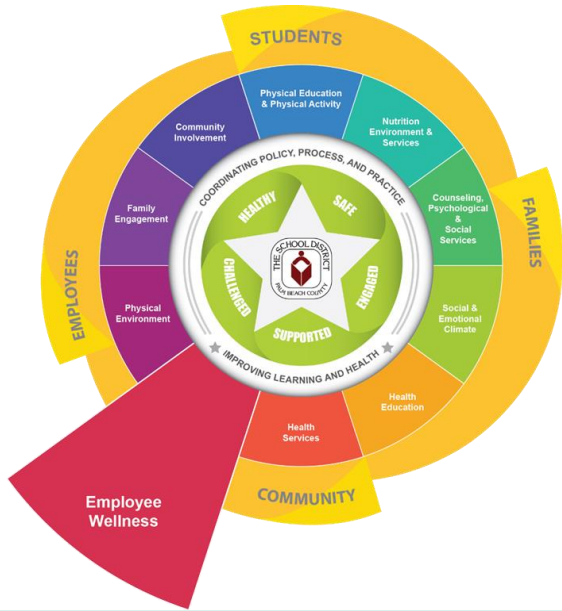 STUDENTS
Physical Education
& Physical Activity
Nutrition
Environment &
Services
Counseling,
Psychological
&
Social
Services
FAMILIES
Social &
Emotional
Climate
Health
Education
Health
Services
COMMUNITY
Employee
Wellness
Physical
Environment
EMPLOYEES
Family
Engagement
Community
Involvement
COORDINATING POLICY, PROCESS, AND PRACTICE
IMPROVING LEARNING AND HEALTH
HEALTHY
SAFE
ENGAGED
SUPPORTED
CHALLENGED
THE SCHOOL DISTRICT
PALM BEACH COUNTY